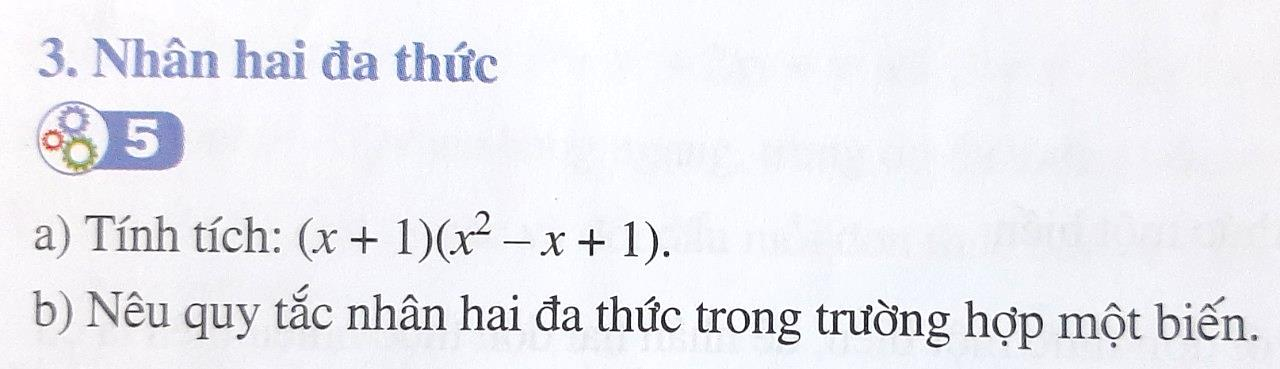 3. Nhân hai đa thức
5
a) Tính tích: (x + 1)(x² – x + 1).
b) Nêu quy tắc nhân hai đa thức trong trường hợp một biến.